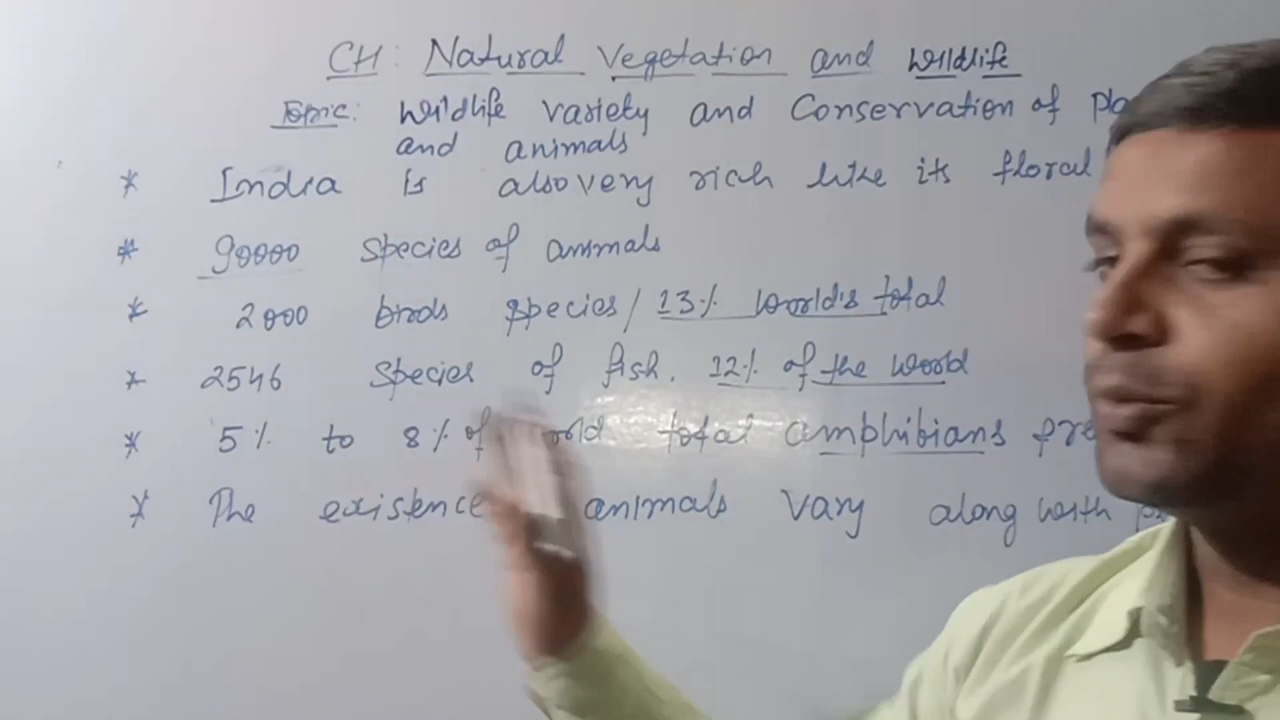 CH: Natural Vegetation and Wildlife
Topic: Wildlife variety and Conservation of
and animals
* India is also very rich like its floral
* 90000 species of animals
* 2000 birds species / 13% world's total
* 2546 species of fish. 12% of the world
* 5% to 8% of total amphibians
* The existence animals vary along with